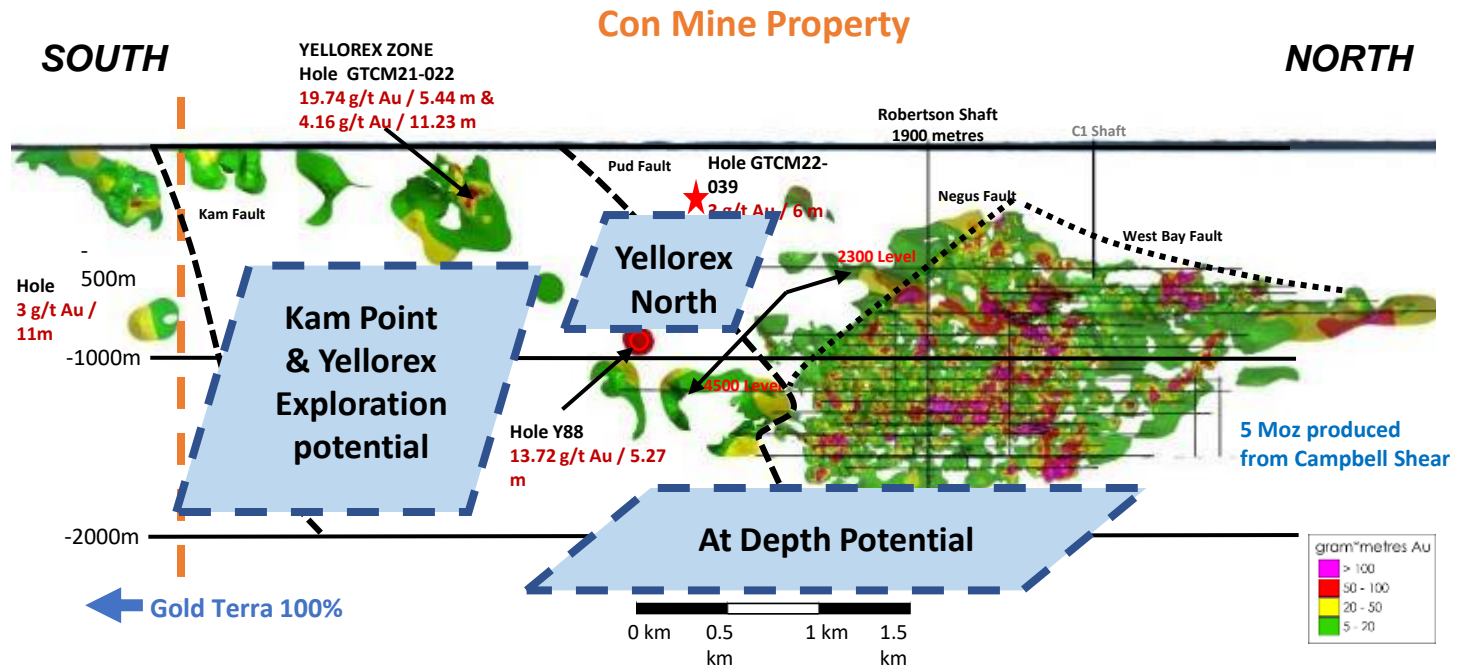 Con Mine Property
SOUTH
NORTH
YELLOREX ZONE
Hole GTCM21-022
19.74 g/t Au / 5.44 m &
4.16 g/t Au / 11.23 m
Robertson Shaft
1900 metres
C1 Shaft
Pud Fault
Hole GTCM22-
039
3 g/t Au / 6 m
Kam Fault
Negus Fault
West Bay Fault
-
500m
Hole
3 g/t Au /
11m
2300 Level
Yellorex
North
Kam Point
& Yellorex
Exploration
potential
-1000m
4500 Level
Hole Y88
13.72 g/t Au / 5.27
m
5 Moz produced
from Campbell Shear
At Depth Potential
-2000m
gram*metres Au
> 100
50 - 100
20 - 50
5 - 20
Gold Terra 100%
0 km
0.5
km
1 km
1.5
km